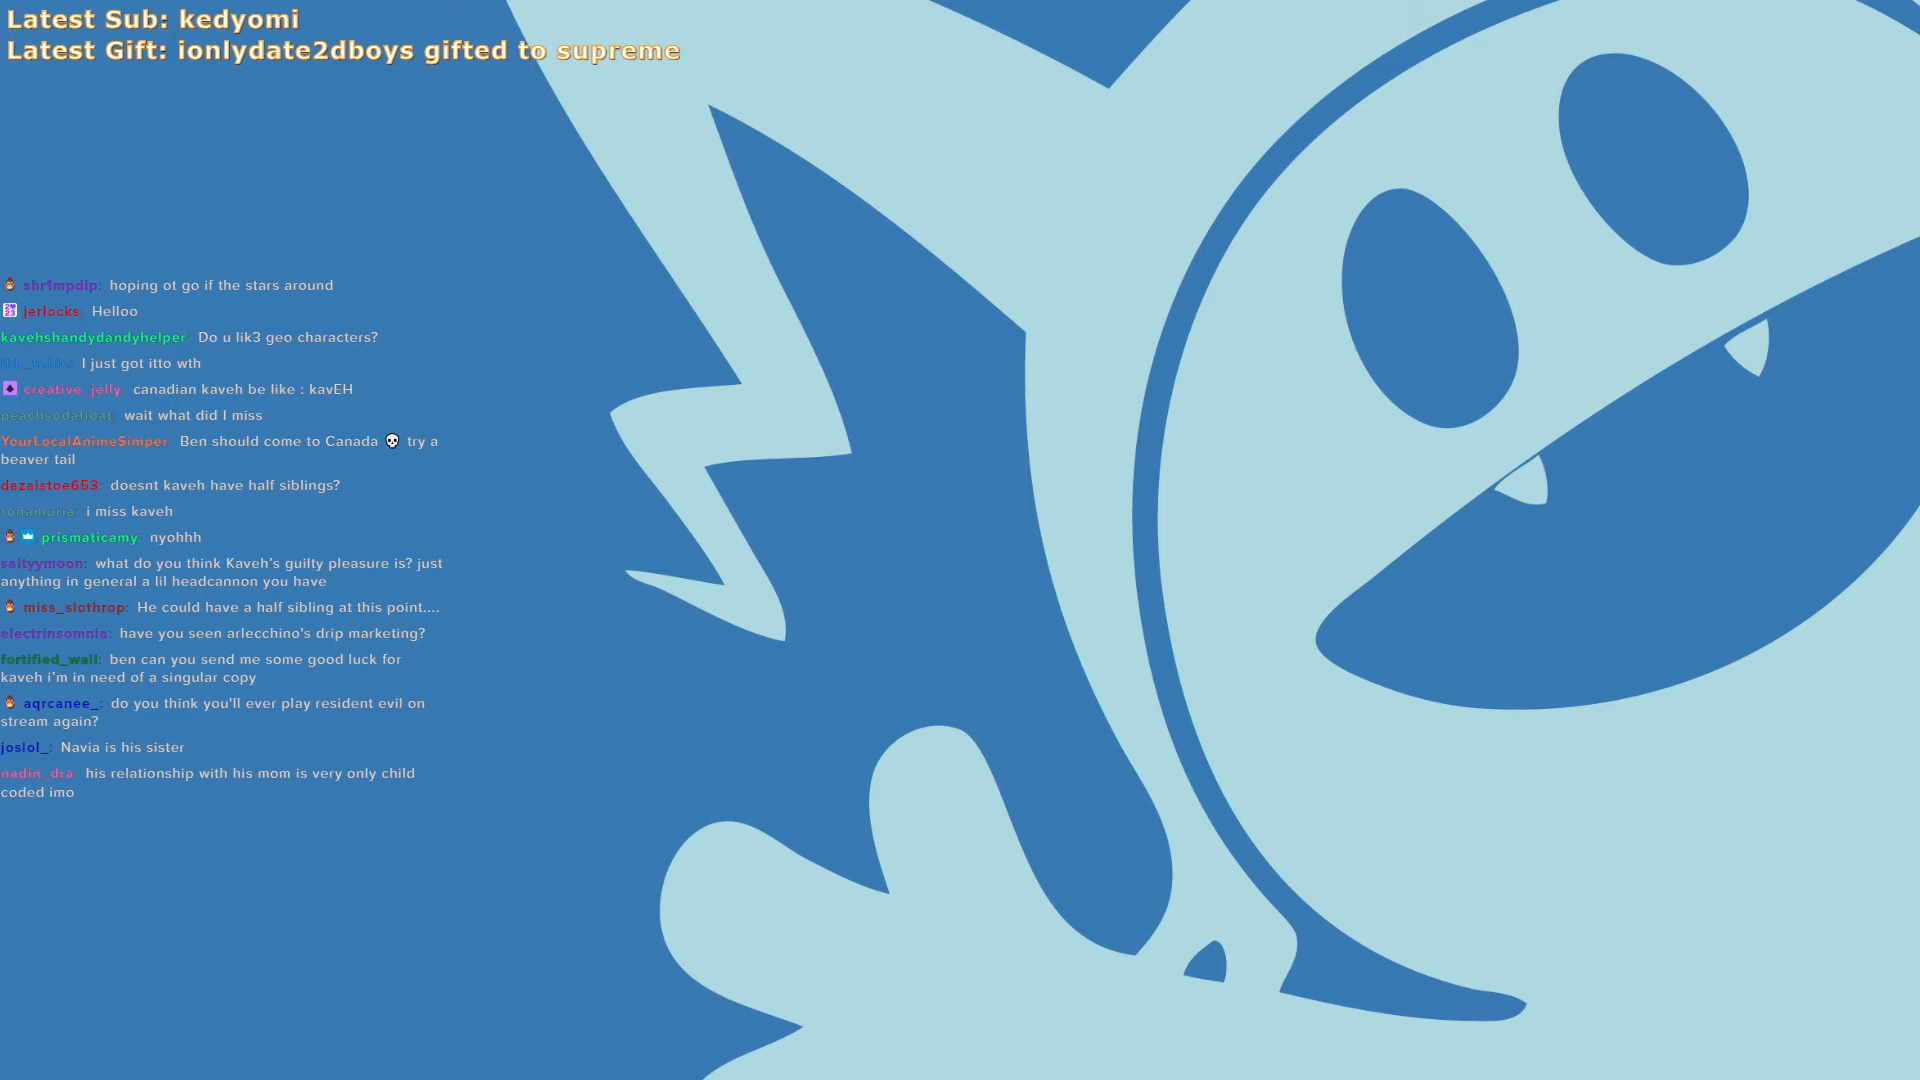 Latest Sub: kedyomi
Latest Gift: ionlydate2dboys gifted to supreme
shr1mpdip: hoping ot go if the stars around
jerlocks: Helloo
kavehshandydandyhelper: Do u lik3 geo characters?
I just got itto wth
creative_jelly: canadian kaveh be like : kavEH
peachsodafloat: wait what did I miss
YourLocalAnimeSimper: Ben should come to Canada 💀 try a
beaver tail
dazaistoe653: doesnt kaveh have half siblings?
ronamuria: i miss kaveh
prismaticamy: nyohhh
saltyymoon: what do you think Kaveh's guilty pleasure is? just
anything in general a lil headcannon you have
miss_slothrop: He could have a half sibling at this point....
electrinsomnia: have you seen arlecchino's drip marketing?
fortified_wall: ben can you send me some good luck for
kaveh i'm in need of a singular copy
aqrcanee_: do you think you'll ever play resident evil on
stream again?
joslol_: Navia is his sister
nadin_dra: his relationship with his mom is very only child
coded imo